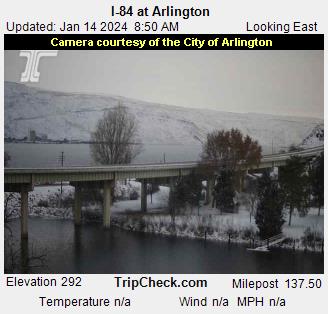 I-84 at Arlington
Updated: Jan 14 2024 8:50 AM Looking East
Camera courtesy of the City of Arlington
Elevation 292 TripCheck.com Milepost 137.50
Temperature n/a Wind n/a MPH n/a